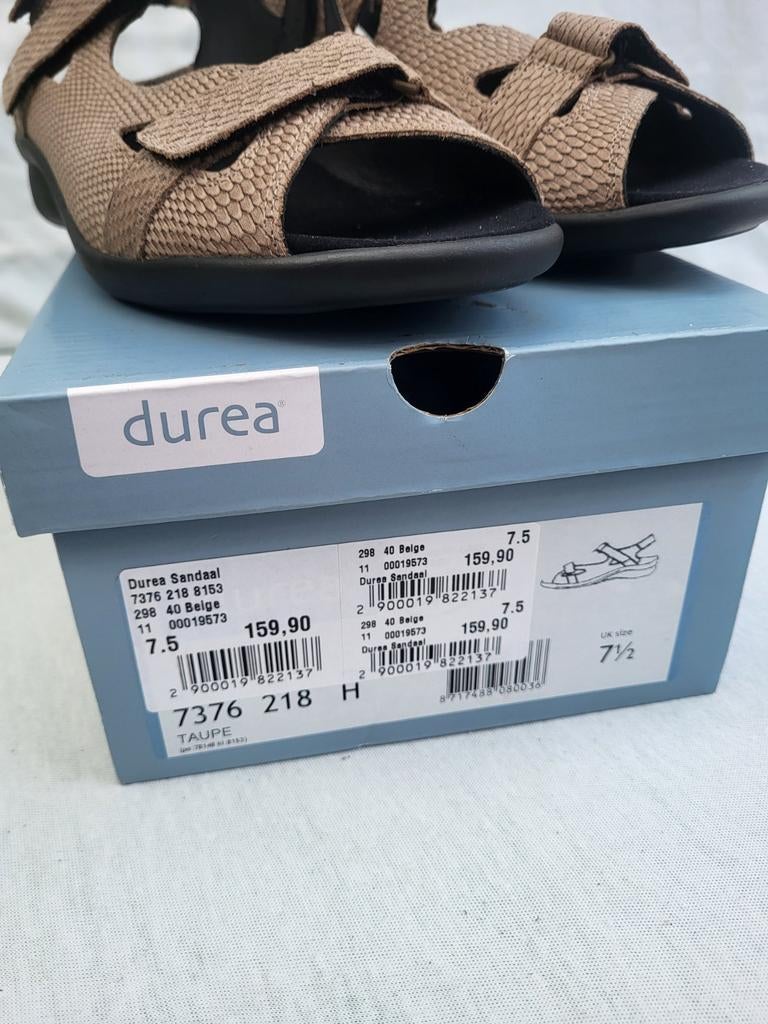 durea®
Durea Sandaal
7376 218 8153
298 40 Beige
11 00019573
7.5 159,90
2 900019 822137
298 40 Beige 7.5
11 00019573 159,90
Durea Sandaal
2 900019 822137
298 40 Beige 7.5
11 00019573 159,90
Durea Sandaal
2 900019 822137
UK size
7½
8717488 080036
7376 218 H
TAUPE